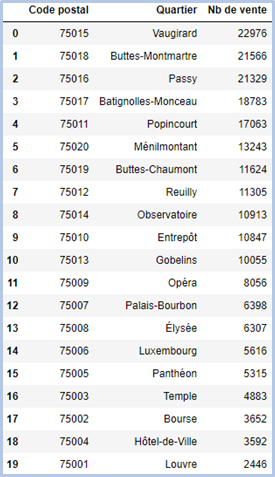 Code postal Quartier Nb de vente
0 75015 Vaugirard 22976
1 75018 Buttes-Montmartre 21566
2 75016 Passy 21329
3 75017 Batignolles-Monceau 18783
4 75011 Popincourt 17063
5 75020 Ménilmontant 13243
6 75019 Buttes-Chaumont 11624
7 75012 Reuilly 11305
8 75014 Observatoire 10913
9 75010 Entrepôt 10847
10 75013 Gobelins 10055
11 75009 Opéra 8056
12 75007 Palais-Bourbon 6398
13 75008 Élysée 6307
14 75006 Luxembourg 5616
15 75005 Panthéon 5315
16 75003 Temple 4883
17 75002 Bourse 3652
18 75004 Hôtel-de-Ville 3592
19 75001 Louvre 2446